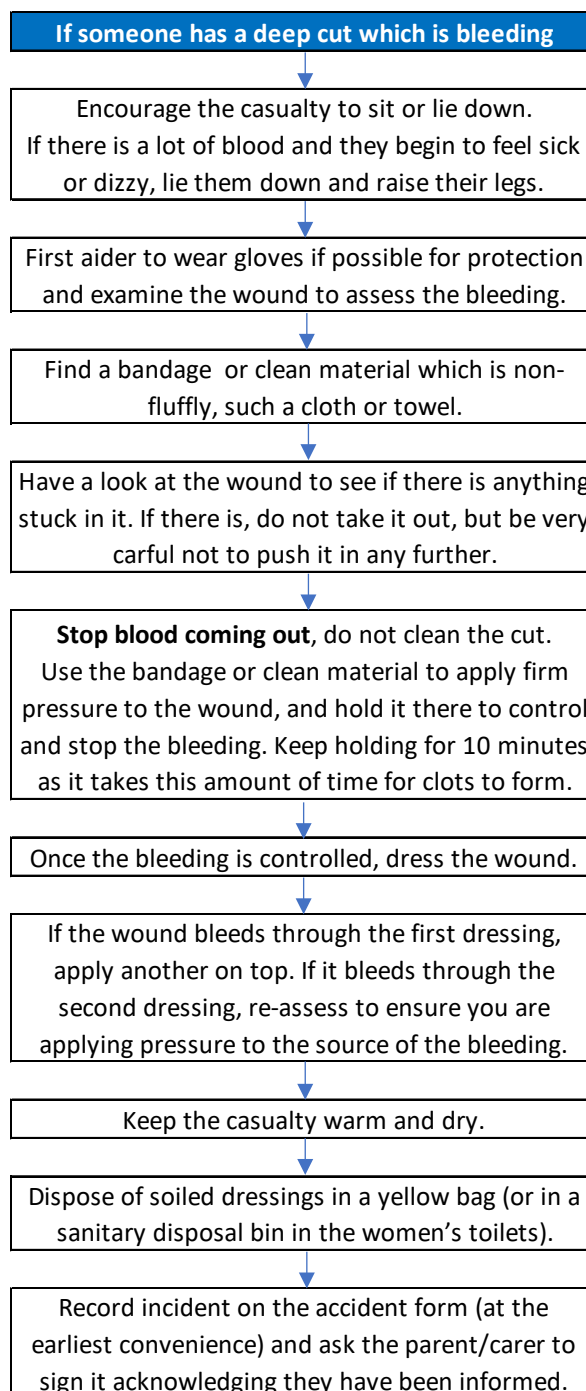 If someone has a deep cut which is bleeding
Encourage the casualty to sit or lie down.
If there is a lot of blood and they begin to feel sick
or dizzy, lie them down and raise their legs.
First aider to wear gloves if possible for protection
and examine the wound to assess the bleeding.
Find a bandage  or clean material which is non-
fluffly, such a cloth or towel.
Have a look at the wound to see if there is anything
stuck in it. If there is, do not take it out, but be very
carful not to push it in any further.
Stop blood coming out, do not clean the cut.
Use the bandage or clean material to apply firm
pressure to the wound, and hold it there to control
and stop the bleeding. Keep holding for 10 minutes
as it takes this amount of time for clots to form.
Once the bleeding is controlled, dress the wound.
If the wound bleeds through the first dressing,
apply another on top. If it bleeds through the
second dressing, re-assess to ensure you are
applying pressure to the source of the bleeding.
Keep the casualty warm and dry.
Dispose of soiled dressings in a yellow bag (or in a
sanitary disposal bin in the women’s toilets).
Record incident on the accident form (at the
earliest convenience) and ask the parent/carer to
sign it acknowledging they have been informed.